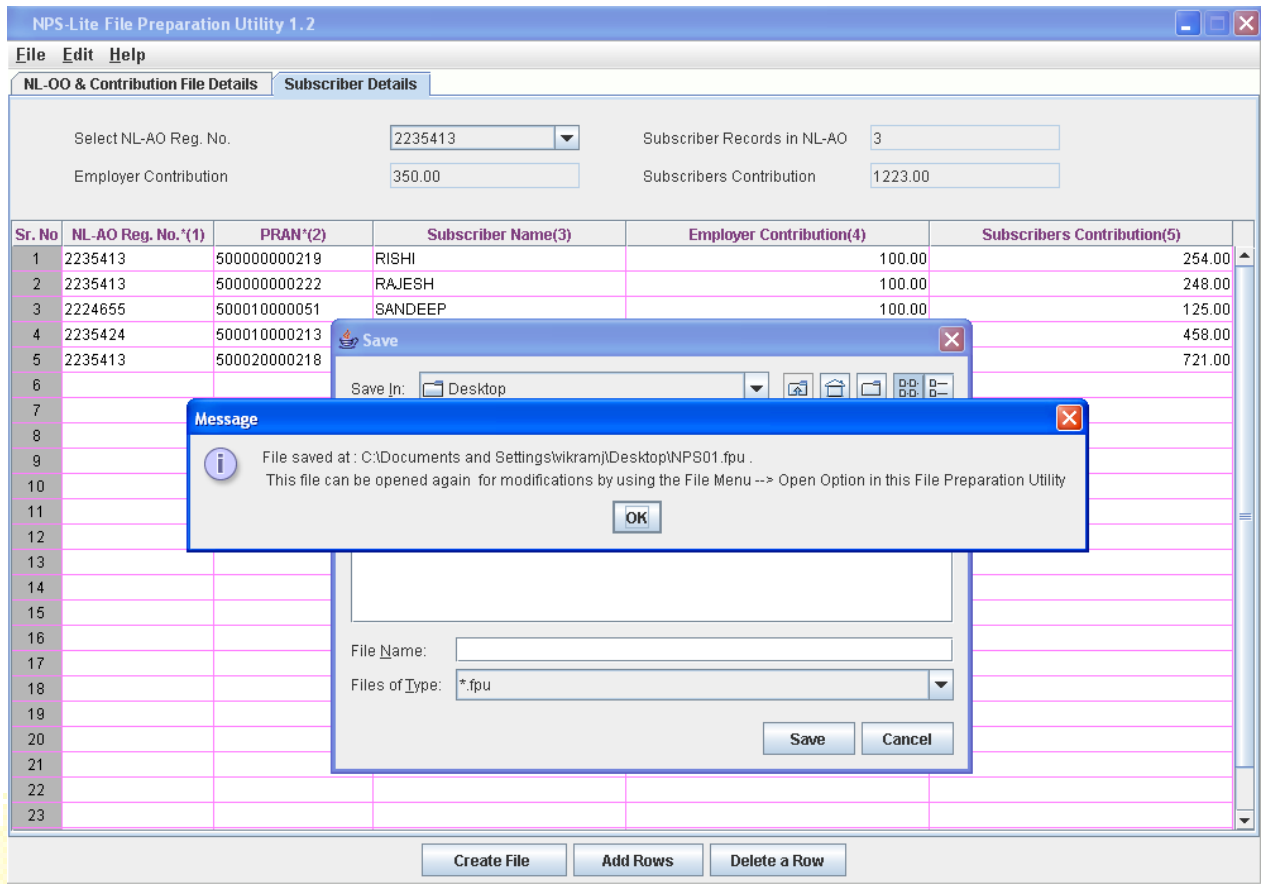 NPS-Lite File Preparation Utility 1.2
File Edit Help
NL-OO & Contribution File Details Subscriber Details
Select NL-AO Reg. No. 2235413 Subscriber Records in NL-AO 3
Employer Contribution 350.00 Subscribers Contribution 1223.00
Sr. No NL-AO Reg. No.*(1) PRAN*(2) Subscriber Name(3) Employer Contribution(4) Subscribers Contribution(5)
1 2235413 500000000219 RISHI 100.00 254.00
2 2235413 500000000222 RAJESH 100.00 248.00
3 2224655 500010000051 SANDEEP 100.00 125.00
4 2235424 500010000213 458.00
5 2235413 500020000218 721.00
6
7
8
9
10
11
12
13
14
15
16
17
18
19
20
21
22
23
Save
Save In: Desktop
Message
File saved at : C:\Documents and Settings\vikramj\Desktop\NPS01.fpu .
This file can be opened again for modifications by using the File Menu --> Open Option in this File Preparation Utility
OK
File Name:
Files of Type: *.fpu
Save Cancel
Create File Add Rows Delete a Row